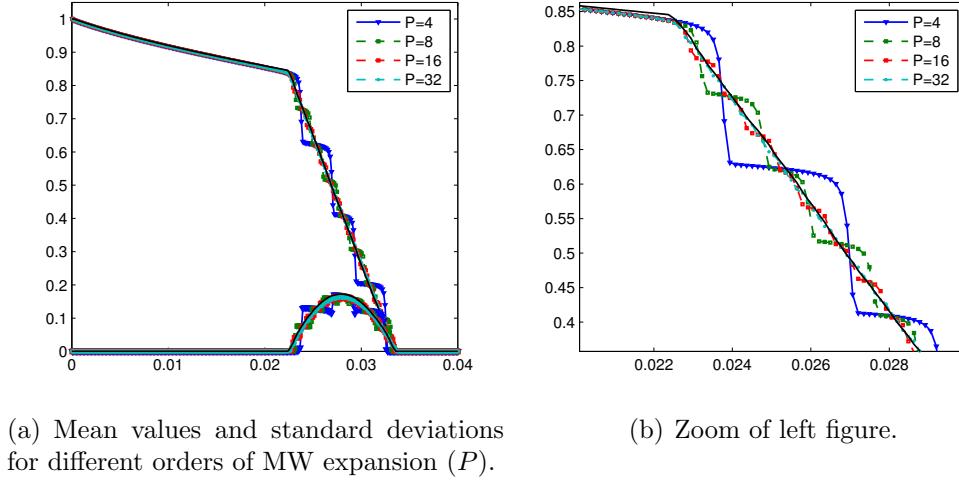 1
0.9
0.8
0.7
0.6
0.5
0.4
0.3
0.2
0.1
0
0
0.01
0.02
0.03
0.04
P=4
P=8
P=16
P=32
0.85
0.8
0.75
0.7
0.65
0.6
0.55
0.5
0.45
0.4
0.022
0.024
0.026
0.028
P=4
P=8
P=16
P=32
(a) Mean values and standard deviations
for different orders of MW expansion (P).
(b) Zoom of left figure.